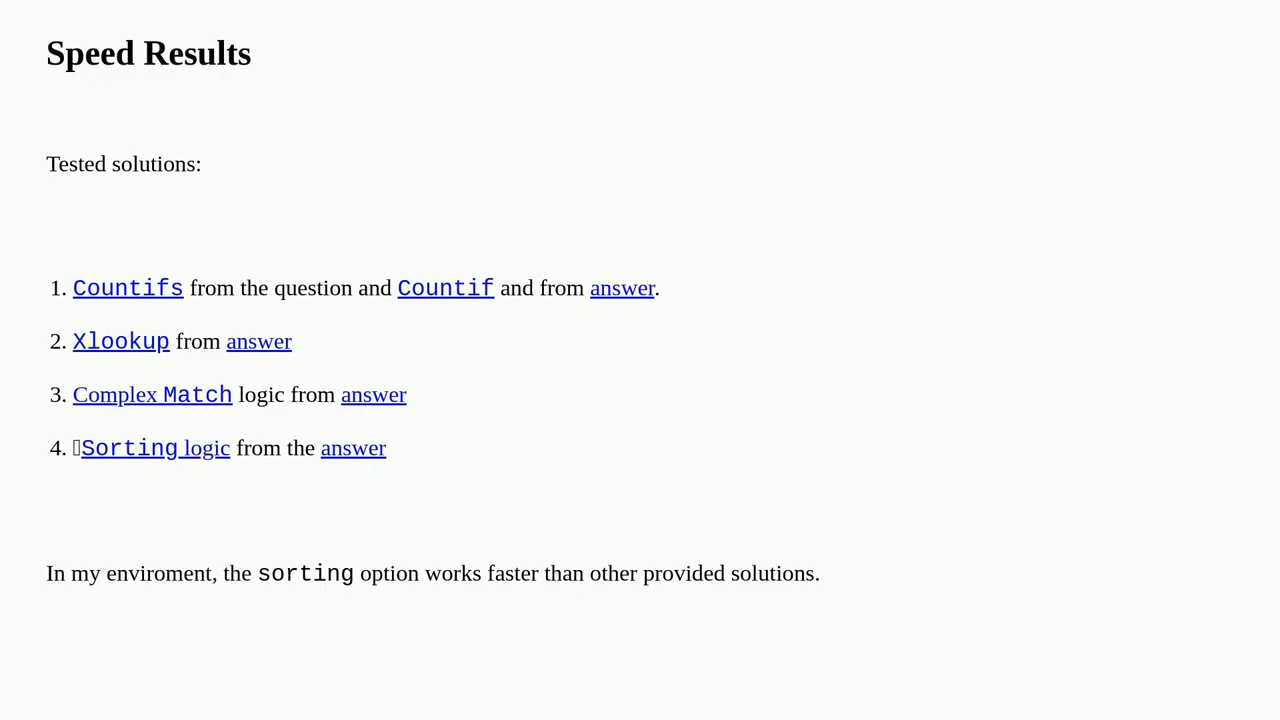 Speed Results
Tested solutions:
1. Countifs from the question and Countif and from answer.
2. Xlookup from answer
3. Complex Match logic from answer
4. Sorting logic from the answer
In my enviroment, the sorting option works faster than other provided solutions.